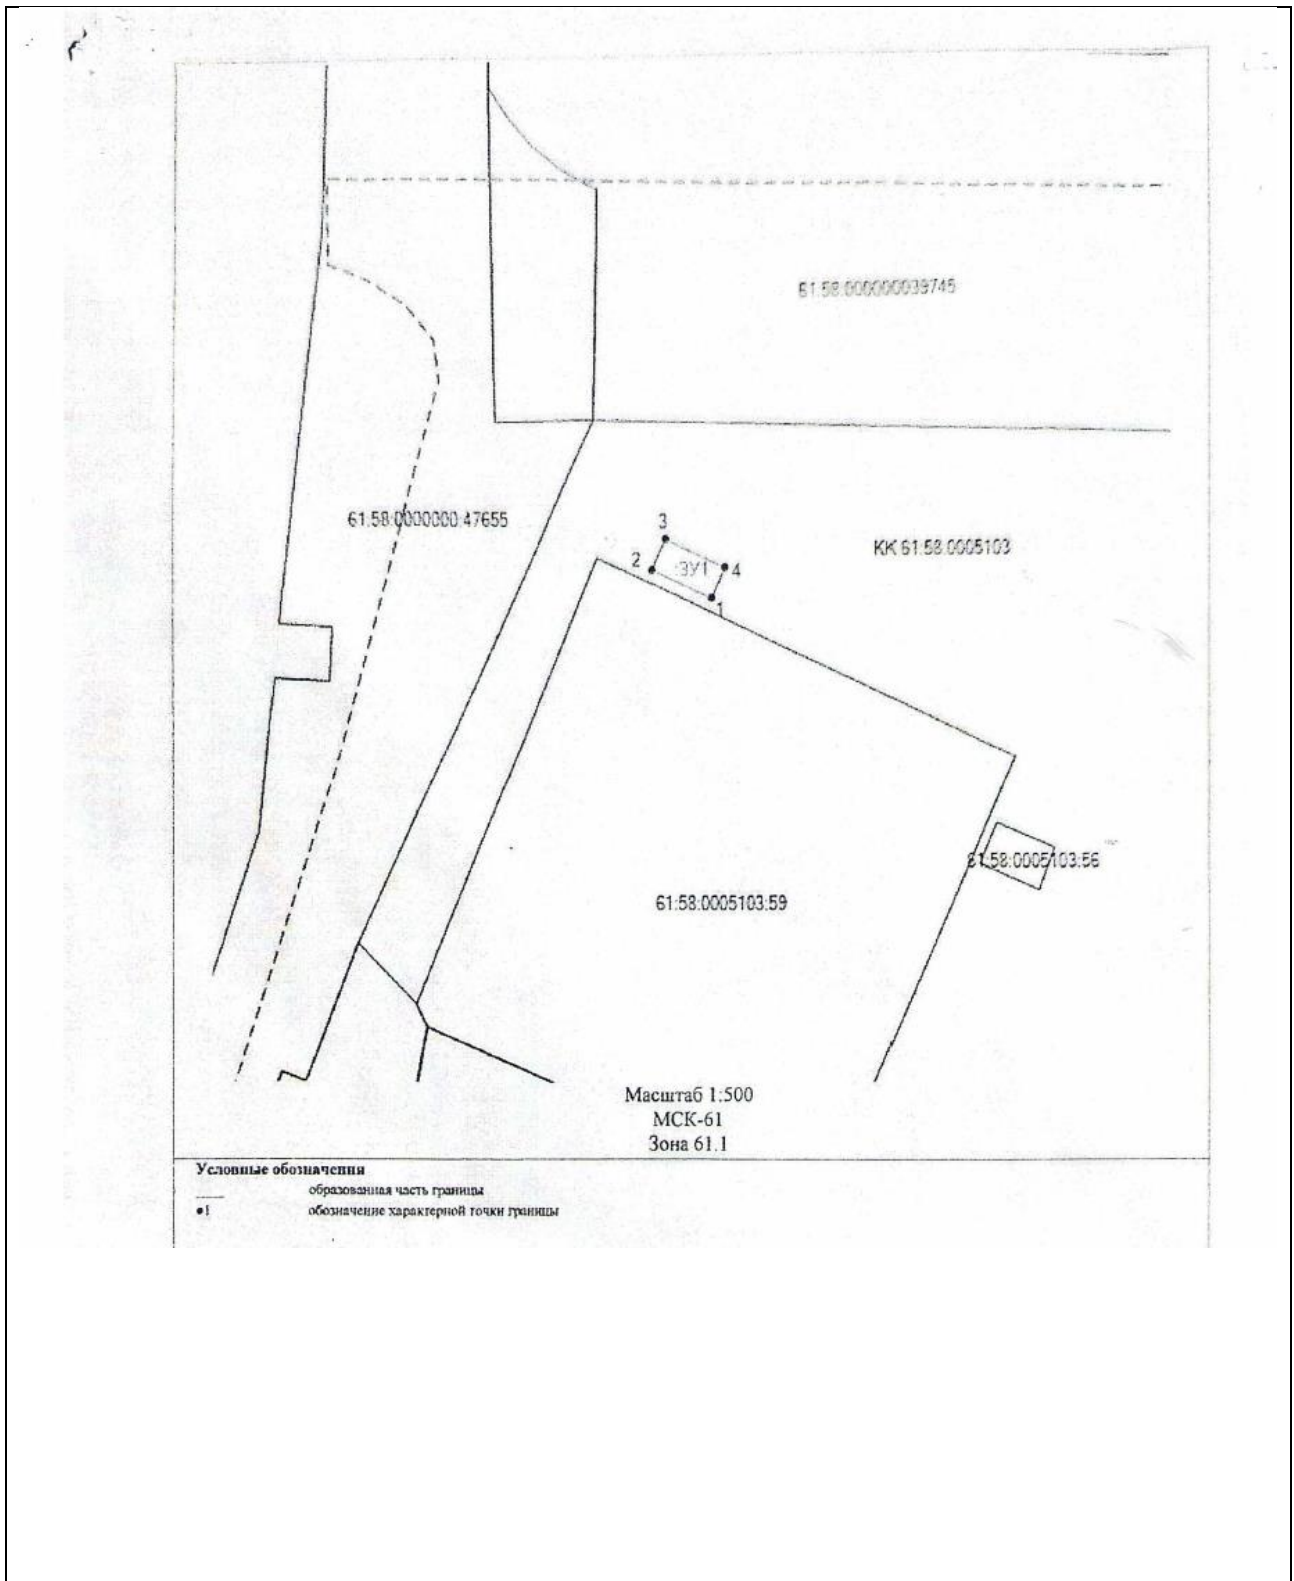 61:58:000000039745
61:58:0000000:47655
КК 61:58:0005103
3
2
:ЗУ1
4
1
61:58:0005103:56
61:58:0005103:59
Масштаб 1:500
МСК-61
Зона 61.1
Условные обозначения
образованная часть границы
●1 обозначение характерной точки границы